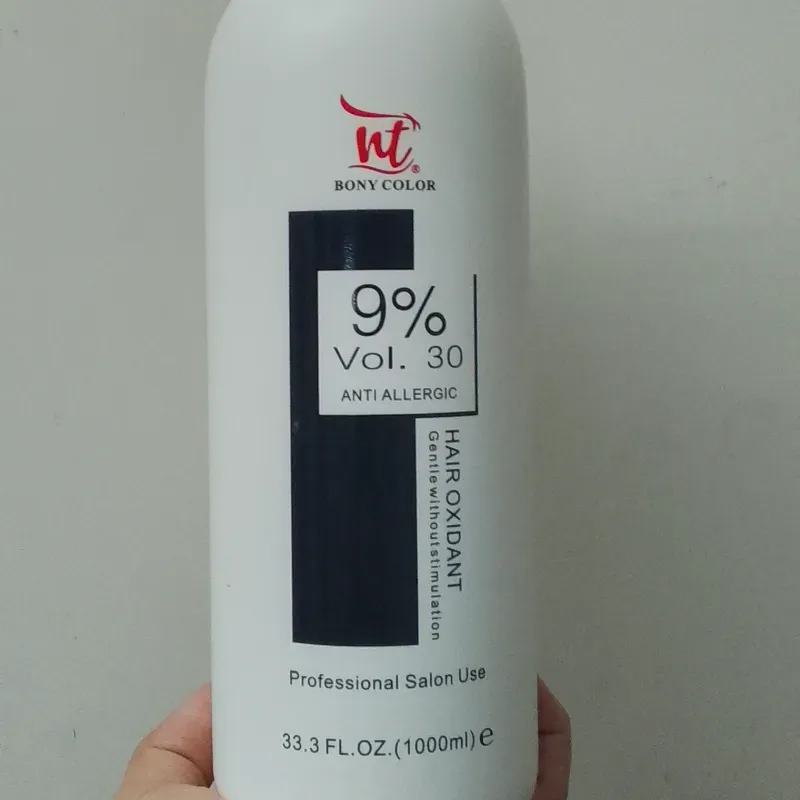 nt®
BONY COLOR
9%
Vol. 30
ANTI ALLERGIC
HAIR OXIDANT
Gentlewithoutstimulation
Professional Salon Use
33.3 FL.OZ.(1000ml) e